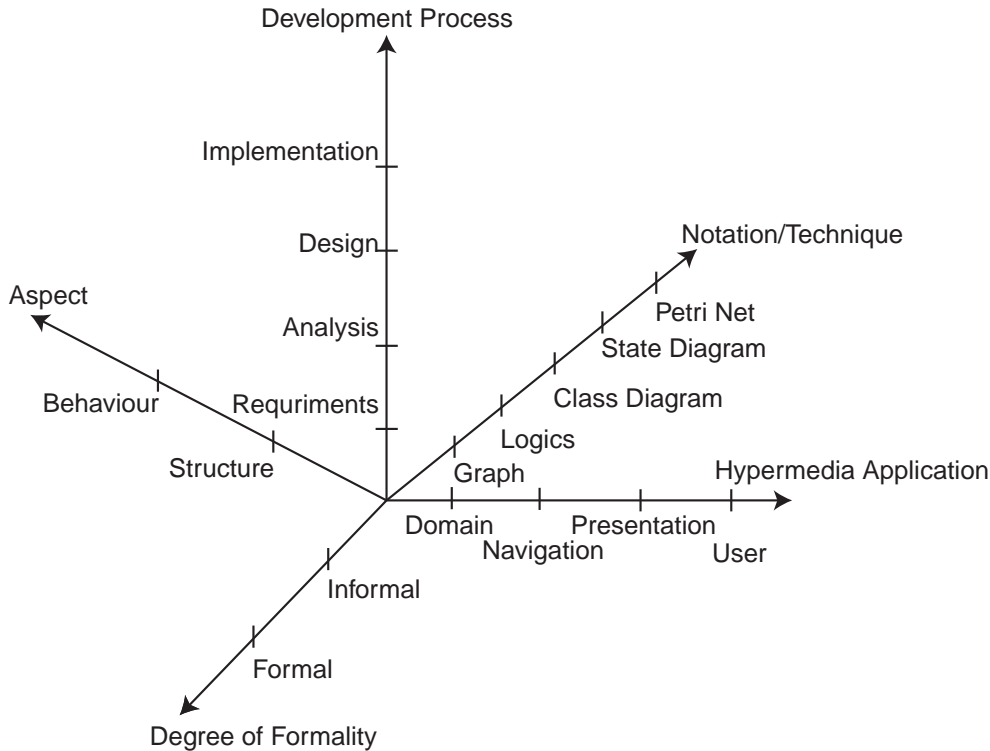 Development Process
Implementation
Design
Notation/Technique
Aspect
Petri Net
Analysis
State Diagram
Behaviour
Requriments
Class Diagram
Logics
Structure
Graph
Hypermedia Application
Domain
Presentation
Navigation
User
Informal
Formal
Degree of Formality